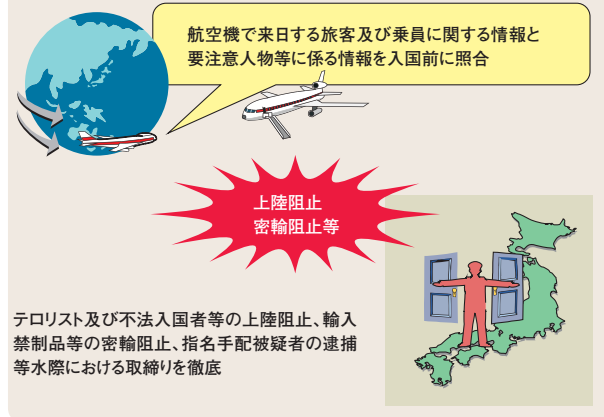 航空機で来日する旅客及び乗員に関する情報と
要注意人物等に係る情報を入国前に照合
上陸阻止
密輸阻止等
テロリスト及び不法入国者等の上陸阻止、輸入
禁制品等の密輸阻止、指名手配被疑者の逮捕
等水際における取締りを徹底